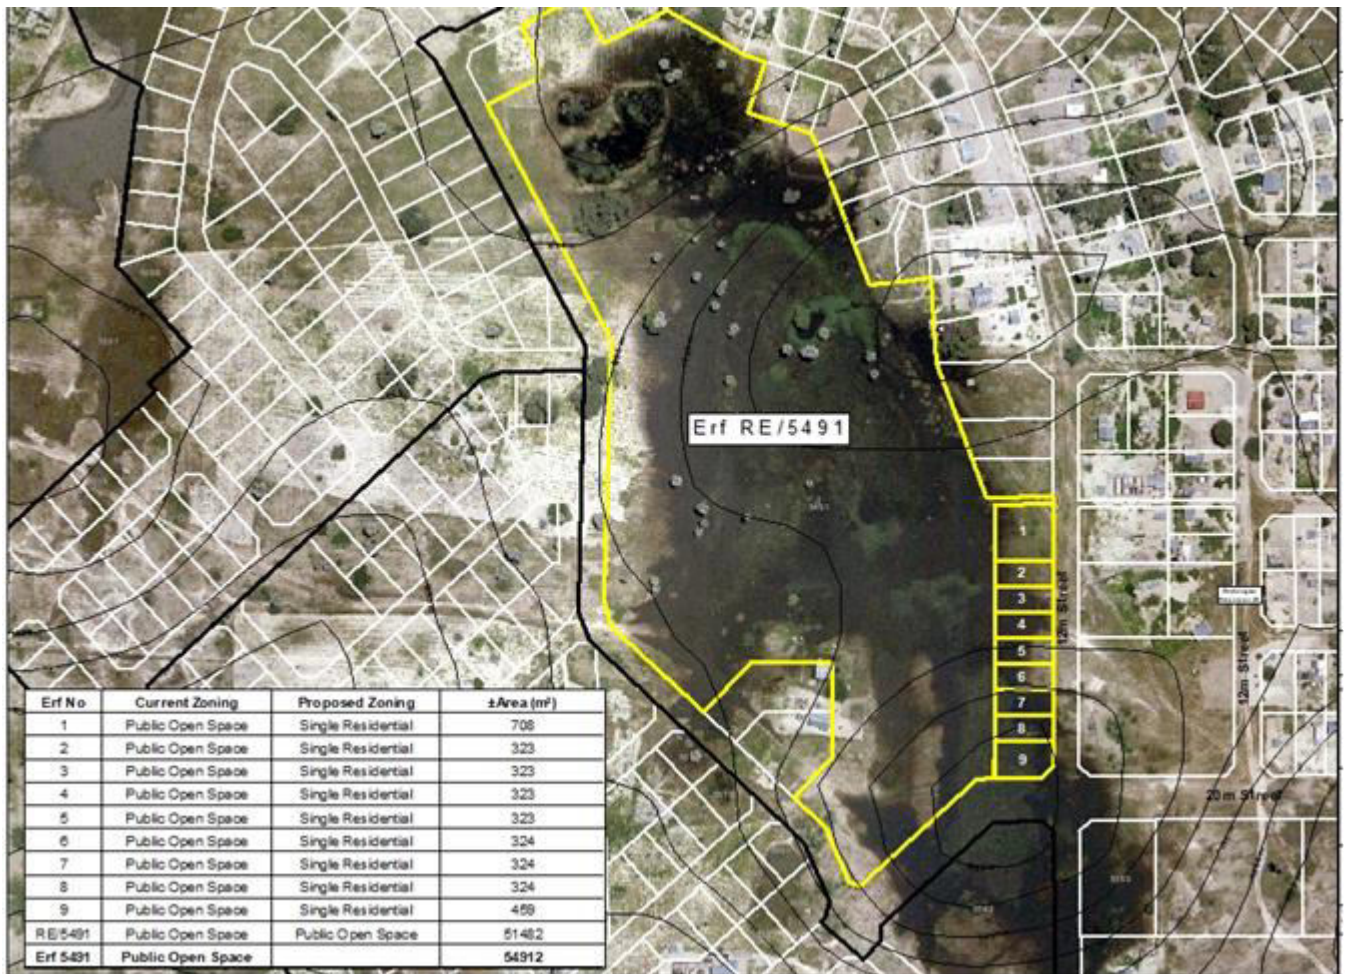 Erf RE/5491
1
2
3
4
5
6
7
8
9
12m Street
12m Street
20m Street
Erf No Current Zoning Proposed Zoning ±Area (m²)
1 Public Open Space Single Residential 708
2 Public Open Space Single Residential 323
3 Public Open Space Single Residential 323
4 Public Open Space Single Residential 323
5 Public Open Space Single Residential 323
6 Public Open Space Single Residential 324
7 Public Open Space Single Residential 324
8 Public Open Space Single Residential 324
9 Public Open Space Single Residential 459
RE/5491 Public Open Space Public Open Space 51482
Erf 5491 Public Open Space 54912